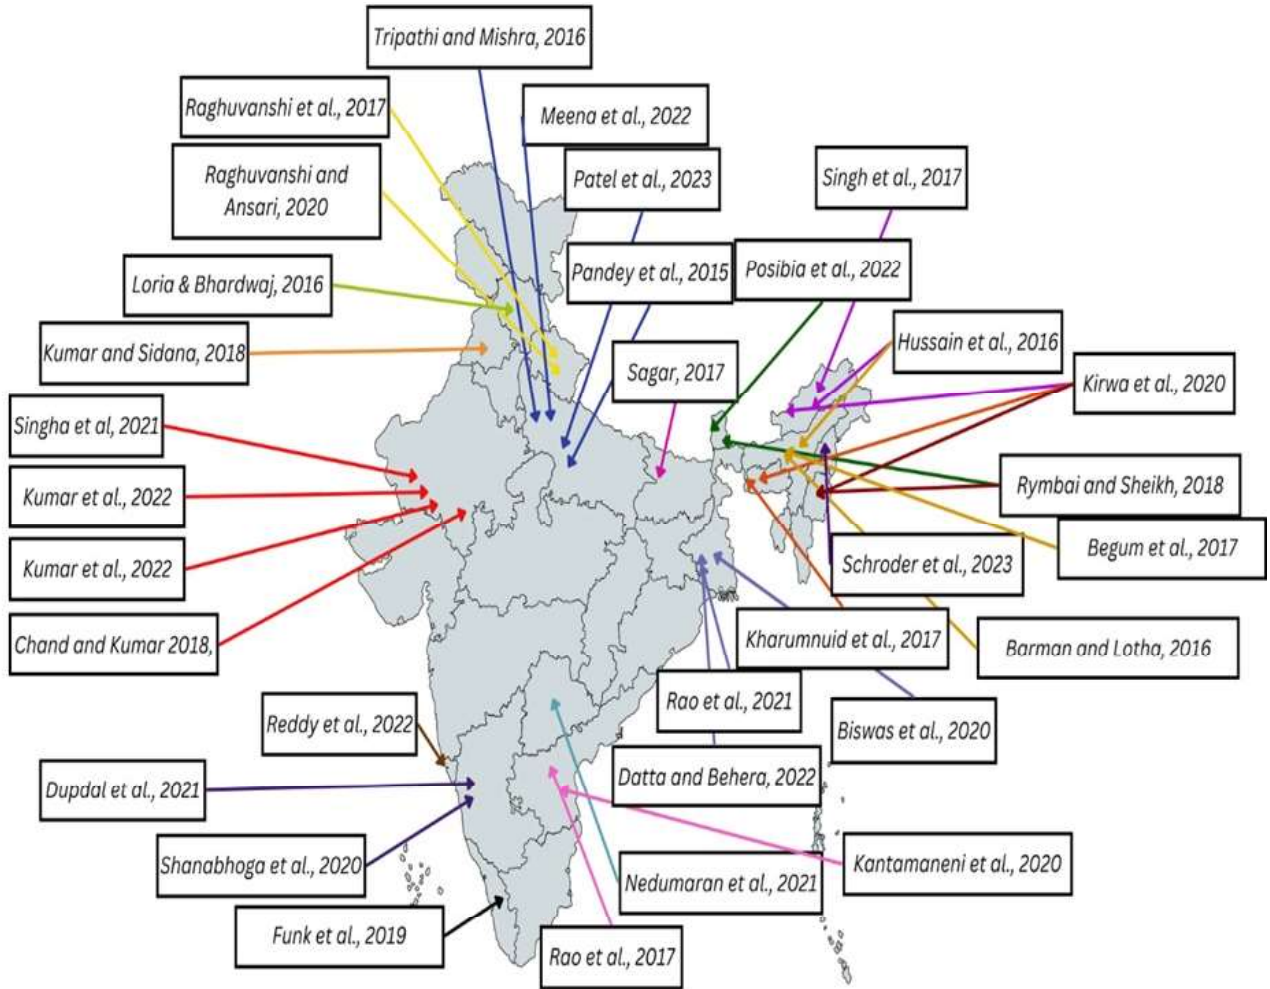 Tripathi and Mishra, 2016
Raghuvanshi et al., 2017
Meena et al., 2022
Raghuvanshi and
Ansari, 2020
Patel et al., 2023
Singh et al., 2017
Loria & Bhardwaj, 2016
Pandey et al., 2015
Posibia et al., 2022
Kumar and Sidana, 2018
Sagar, 2017
Hussain et al., 2016
Kirwa et al., 2020
Singha et al, 2021
Kumar et al., 2022
Rymbai and Sheikh, 2018
Kumar et al., 2022
Schroder et al., 2023
Begum et al., 2017
Chand and Kumar 2018,
Kharumnuid et al., 2017
Barman and Lotha, 2016
Rao et al., 2021
Reddy et al., 2022
Biswas et al., 2020
Dupdal et al., 2021
Datta and Behera, 2022
Shanabhoga et al., 2020
Nedumaran et al., 2021
Kantamaneni et al., 2020
Funk et al., 2019
Rao et al., 2017